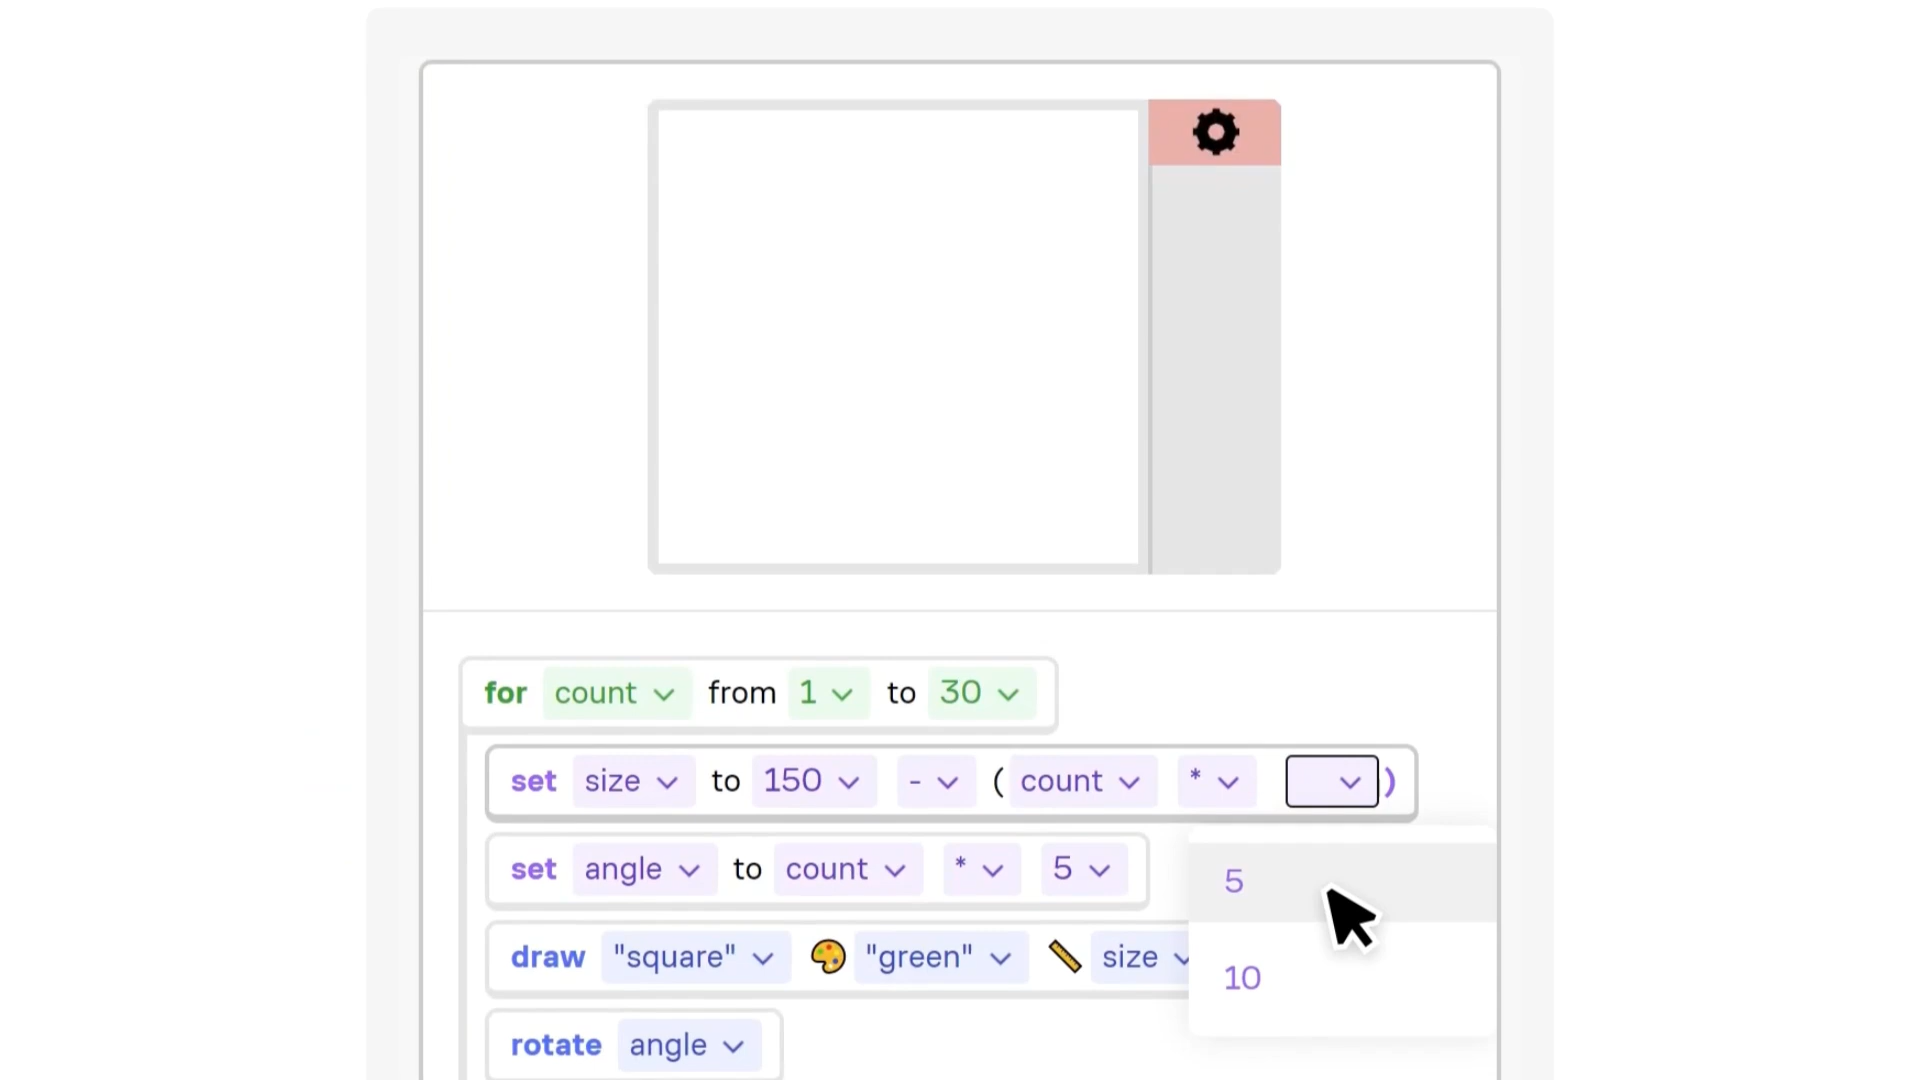 for count from 1 to 30
set size to 150 - ( count * )
set angle to count * 5
draw "square" "green" size
rotate angle
5
10